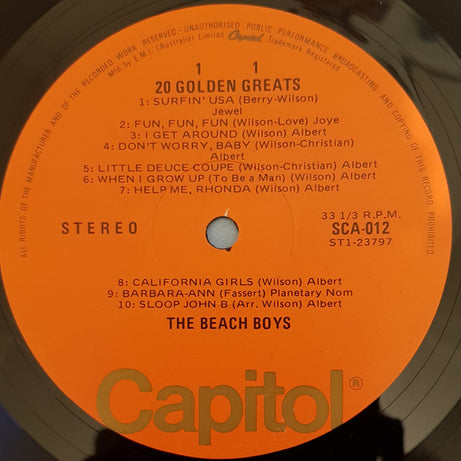 ALL RIGHTS OF THE MANUFACTURER AND OF THE OWNER OF THE RECORDED WORK RESERVED - UNAUTHORISED PUBLIC PERFORMANCE, BROADCASTING AND COPYING OF THIS RECORD PROHIBITED.
Mfd. by E.M.I. (Australia) Limited Capitol Trademark Registered
1 1
20 GOLDEN GREATS
1: SURFIN' USA (Berry-Wilson)
Jewel
2: FUN, FUN, FUN (Wilson-Love) Joye
3: I GET AROUND (Wilson) Albert
4: DON'T WORRY, BABY (Wilson-Christian)
Albert
5: LITTLE DEUCE COUPE (Wilson-Christian) Albert
6: WHEN I GROW UP (To Be a Man) (Wilson) Albert
7: HELP ME, RHONDA (Wilson) Albert
STEREO
33 1/3 R.P.M.
SCA-012
ST1-23797
8: CALIFORNIA GIRLS (Wilson) Albert
9: BARBARA-ANN (Fassert) Planetary Nom
10: SLOOP JOHN B (Arr. Wilson) Albert
THE BEACH BOYS
Capitol®